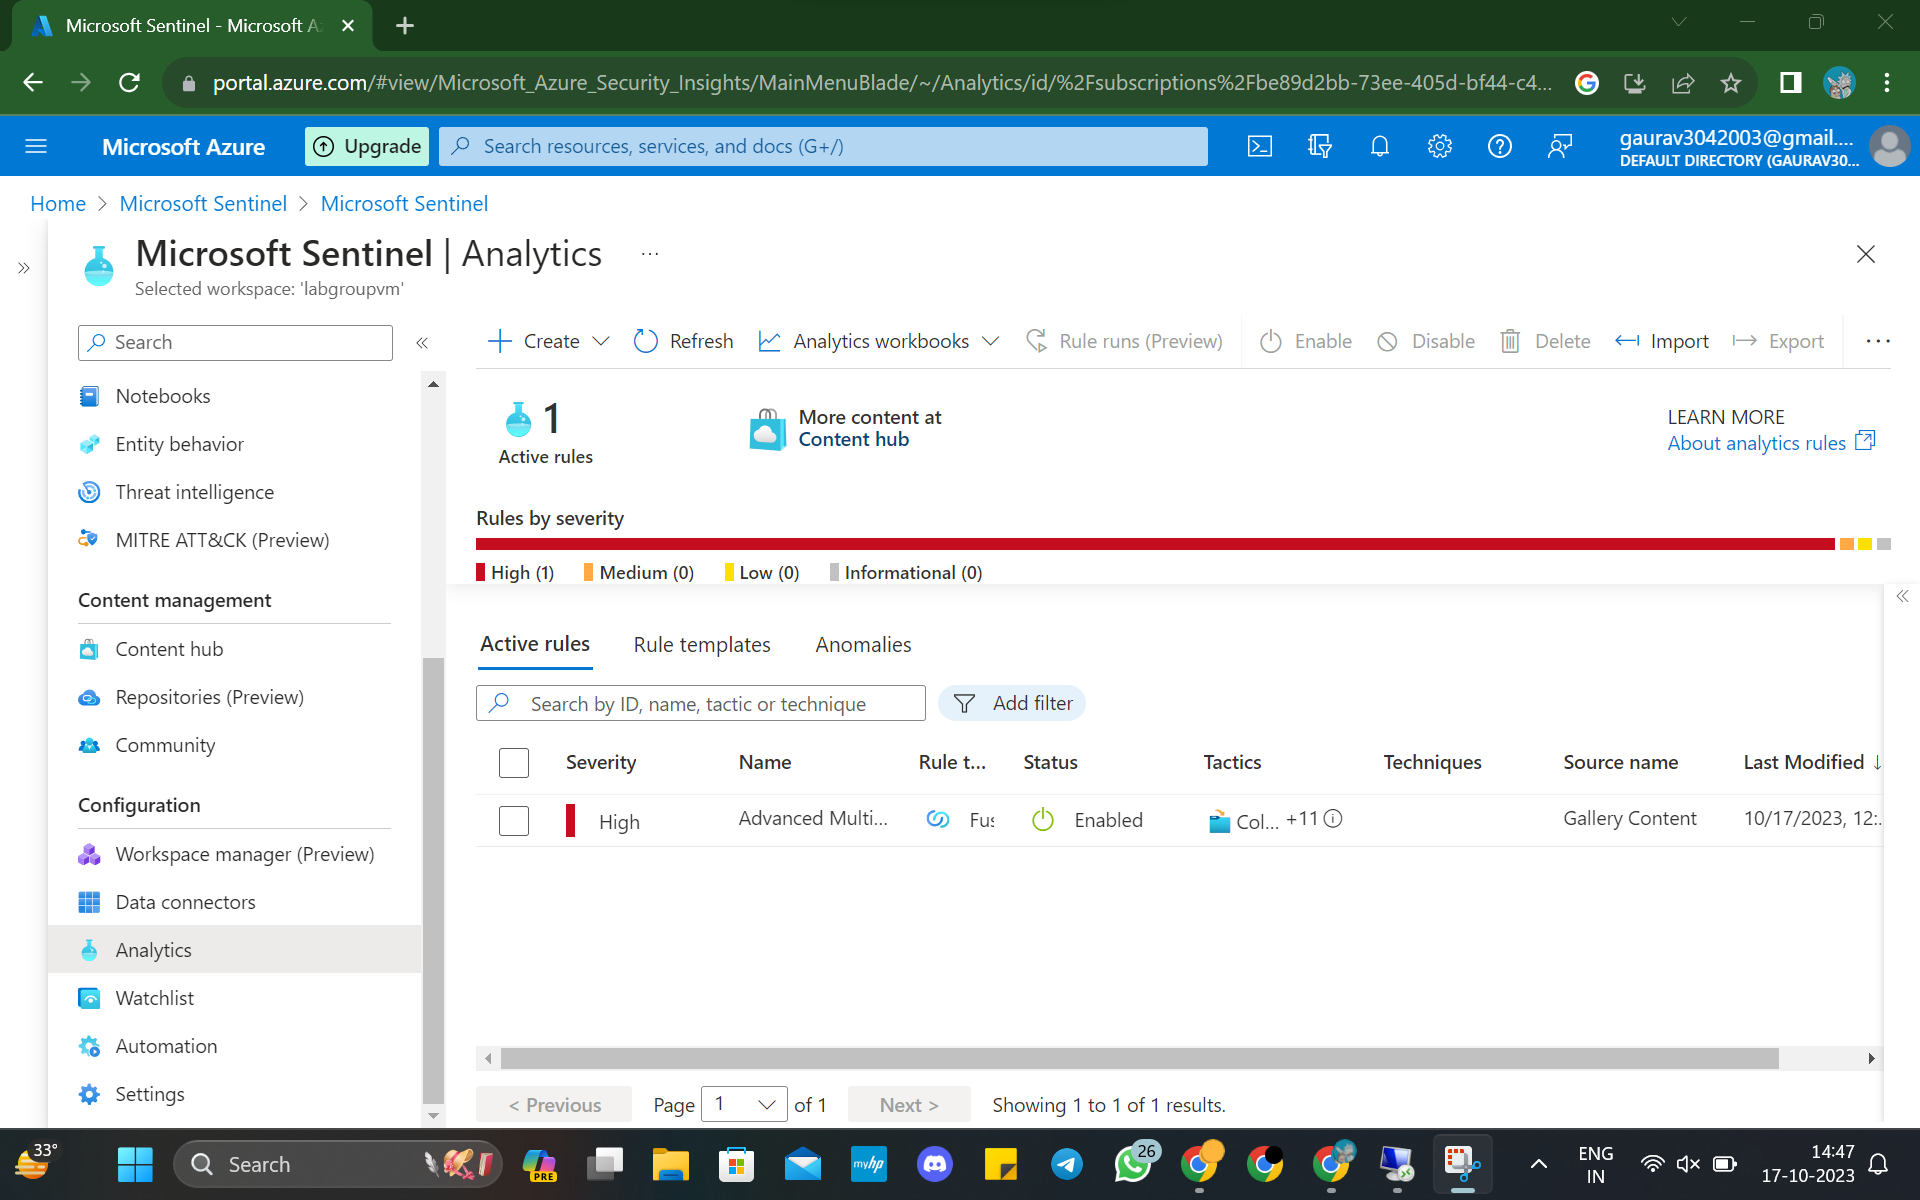 Microsoft Sentinel - Microsoft A
portal.azure.com/#view/Microsoft_Azure_Security_Insights/MainMenuBlade/~/Analytics/id/%2Fsubscriptions%2Fbe89d2bb-73ee-405d-bf44-c4...
Microsoft Azure
Upgrade
Search resources, services, and docs (G+/)
gaurav3042003@gmail....
DEFAULT DIRECTORY (GAURAV30...
Home > Microsoft Sentinel > Microsoft Sentinel
Microsoft Sentinel | Analytics ...
Selected workspace: 'labgroupvm'
Search
Notebooks
Entity behavior
Threat intelligence
MITRE ATT&CK (Preview)
Content management
Content hub
Repositories (Preview)
Community
Configuration
Workspace manager (Preview)
Data connectors
Analytics
Watchlist
Automation
Settings
Create
Refresh
Analytics workbooks
Rule runs (Preview)
Enable
Disable
Delete
Import
Export
1
Active rules
More content at
Content hub
LEARN MORE
About analytics rules
Rules by severity
High (1) Medium (0) Low (0) Informational (0)
Active rules Rule templates Anomalies
Search by ID, name, tactic or technique
Add filter
Severity Name Rule t... Status Tactics Techniques Source name Last Modified ↓
High Advanced Multi... Fus Enabled Col... +11 Gallery Content 10/17/2023, 12:..
< Previous Page 1 of 1 Next > Showing 1 to 1 of 1 results.
33°
Search
PRE
myhp
26
ENG
IN
14:47
17-10-2023